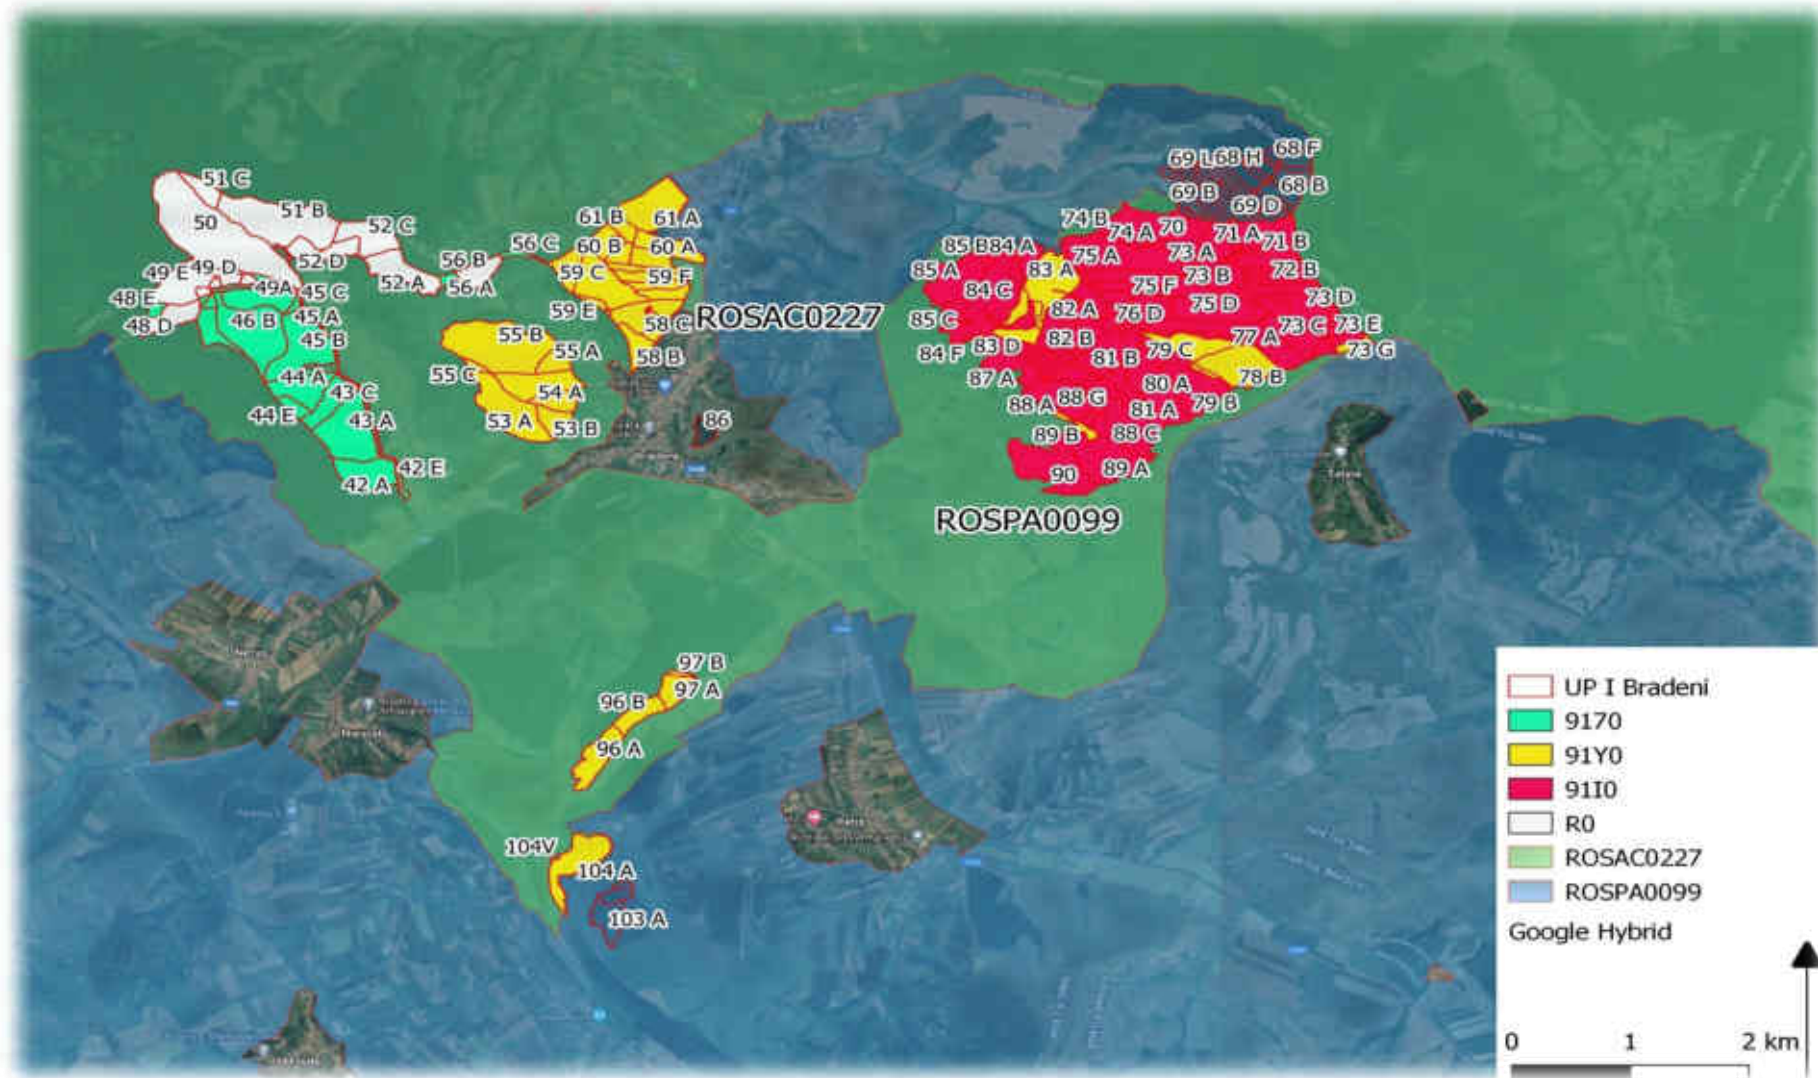 69 L 68 H 68 F
51 C
69 B 68 B
51 B 69 D
50 52 C 61 B 61 A 74 B 74 A 70 71 A 71 B
56 C 60 B 60 A 85 B 84 A 75 A 73 A
49 E 49 D 52 D 56 B 59 C 59 F 85 A 83 A 73 B 72 B
49A 52 A 56 A 84 C 75 F
48 E 45 C 59 E 82 A 76 D 75 D 73 D
48 D 46 B 45 A 58 C ROSAC0227 85 C 73 C 73 E
45 B 55 B 82 B 77 A
55 A 58 B 84 F 83 D 81 B 79 C 73 G
44 A 55 C 87 A 78 B
43 C 54 A 80 A
44 E 43 A 88 A 88 G 81 A 79 B
53 A 53 B 86 89 B 88 C
42 E
42 A 90 89 A
ROSPA0099
97 B
96 B 97 A
96 A
104V
104 A
103 A
UP I Bradeni
9170
91Y0
91I0
R0
ROSAC0227
ROSPA0099
Google Hybrid
0 1 2 km